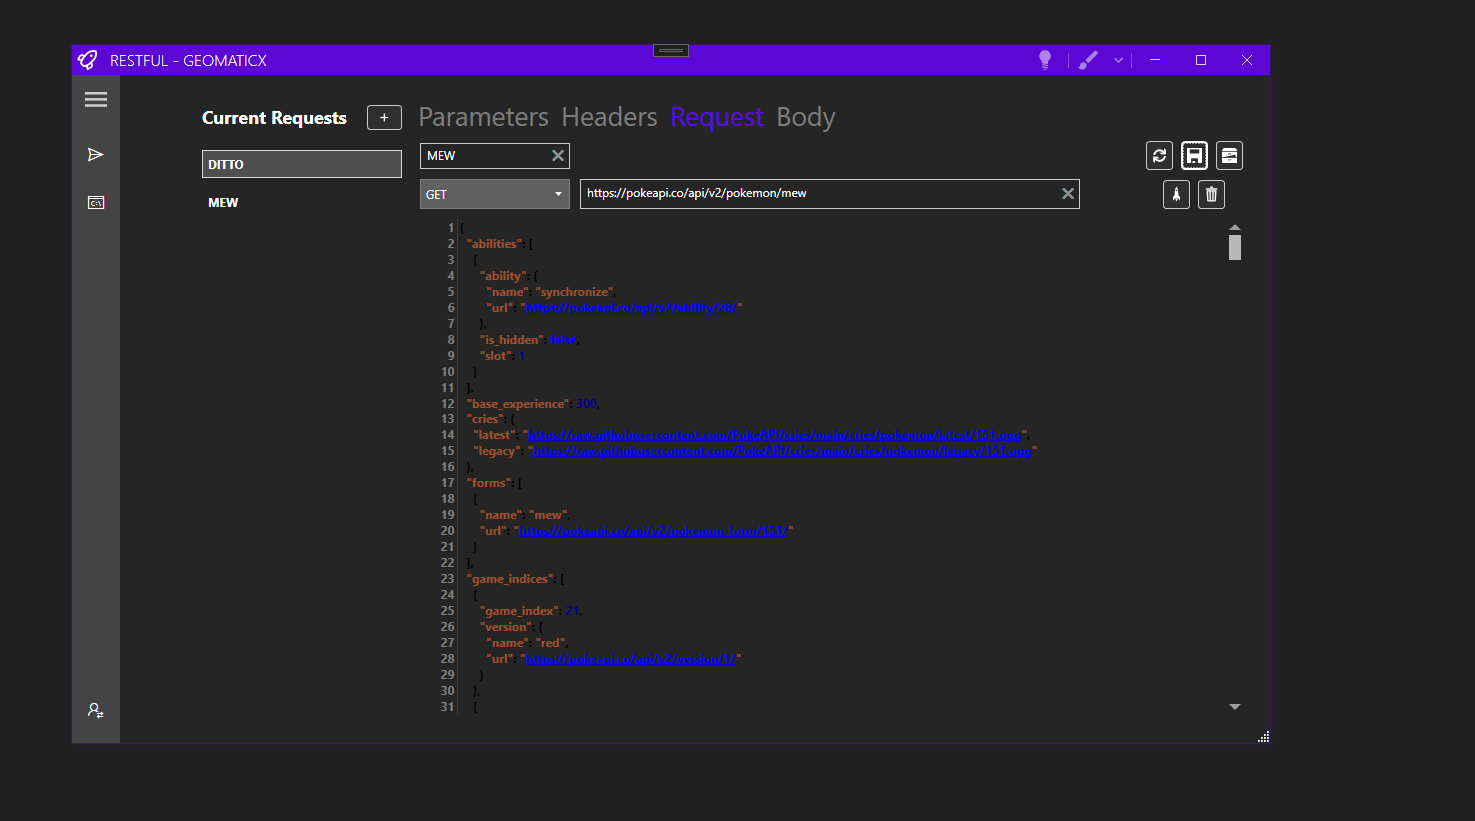 RESTFUL - GEOMATICX
Current Requests
+
Parameters Headers Request Body
DITTO
MEW
MEW
GET
https://pokeapi.co/api/v2/pokemon/mew
C:\
1 {
2 "abilities": [
3 {
4 "ability": {
5 "name": "synchronize",
6 "url": "https://pokeapi.co/api/v2/ability/28/"
7 },
8 "is_hidden": false,
9 "slot": 1
10 }
11 ],
12 "base_experience": 300,
13 "cries": {
14 "latest": "https://raw.githubusercontent.com/PokeAPI/cries/main/cries/pokemon/latest/151.ogg",
15 "legacy": "https://raw.githubusercontent.com/PokeAPI/cries/main/cries/pokemon/legacy/151.ogg"
16 },
17 "forms": [
18 {
19 "name": "mew",
20 "url": "https://pokeapi.co/api/v2/pokemon-form/151/"
21 }
22 ],
23 "game_indices": [
24 {
25 "game_index": 21,
26 "version": {
27 "name": "red",
28 "url": "https://pokeapi.co/api/v2/version/1/"
29 }
30 },
31 {